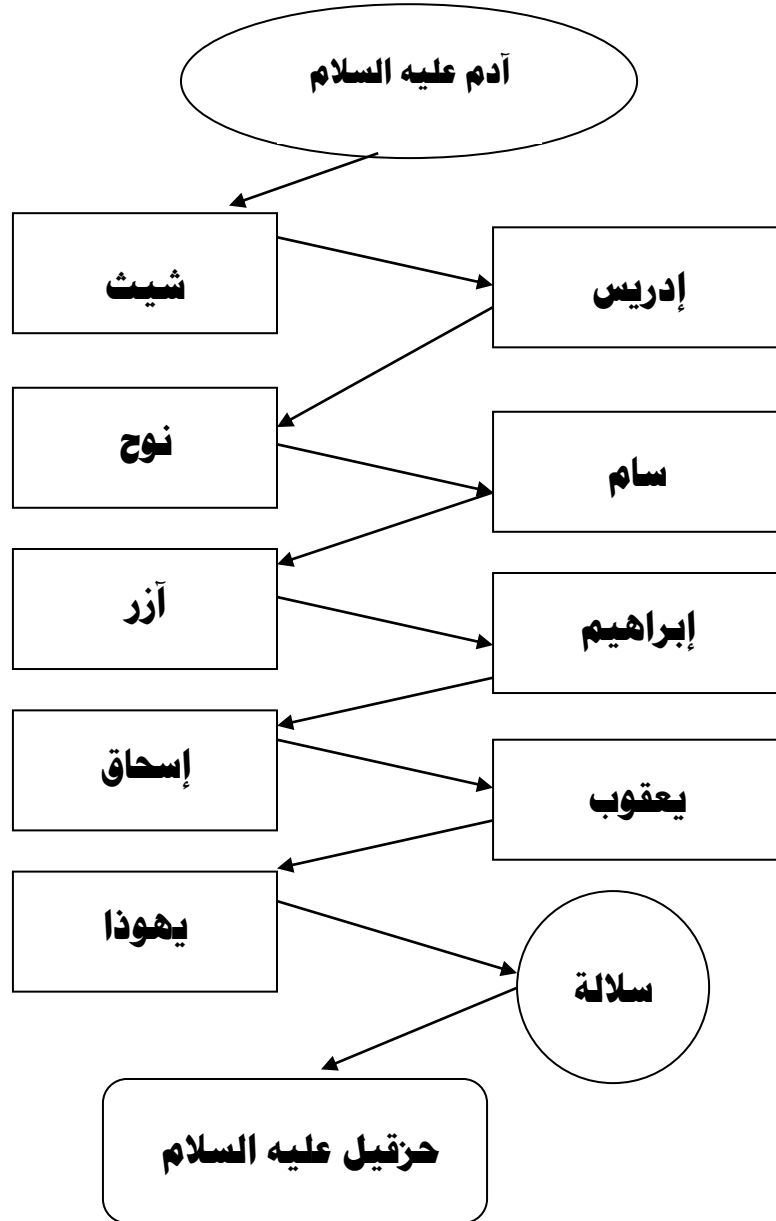 آدم عليه السلام
شيث
إدريس
نوح
سام
آزر
إبراهيم
إسحاق
يعقوب
يهوذا
سلالة
حزقيل عليه السلام